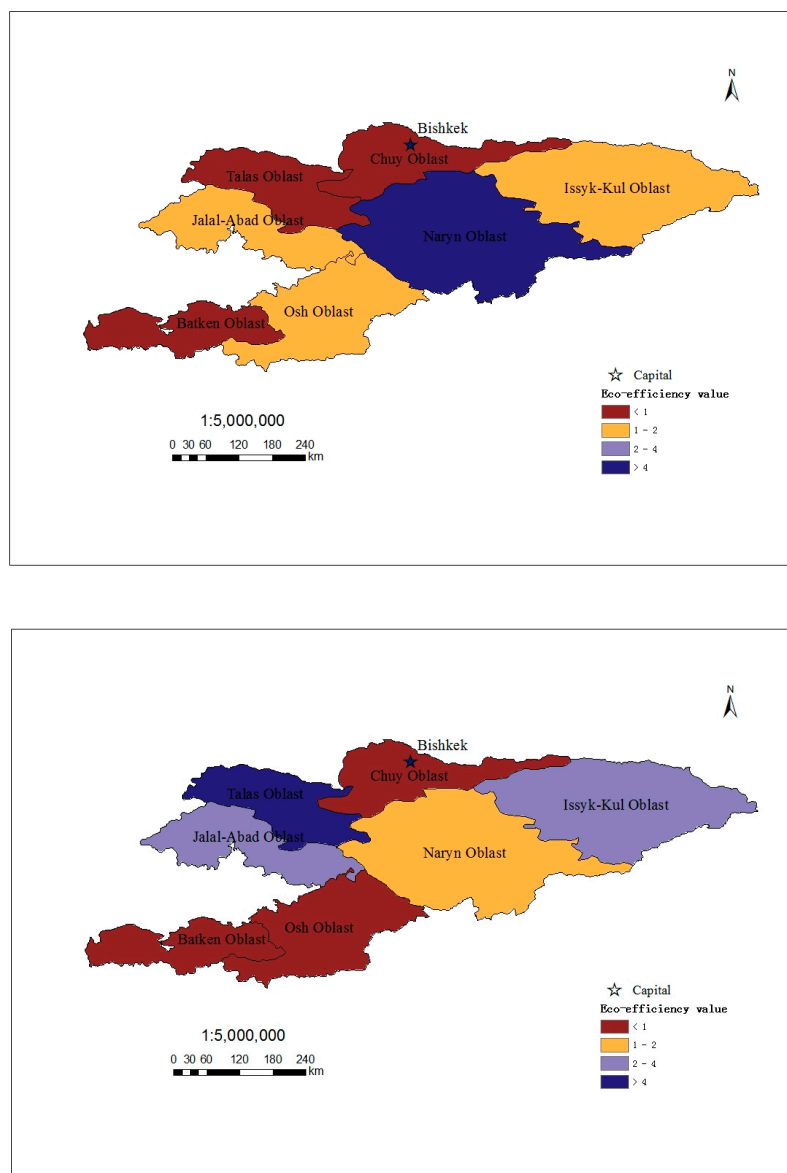 N
Bishkek
Chuy Oblast
Talas Oblast
Issyk-Kul Oblast
Jalal-Abad Oblast
Naryn Oblast
Osh Oblast
Batken Oblast
Capital
Eco-efficiency value
< 1
1 - 2
2 - 4
> 4
1:5,000,000
0 30 60 120 180 240
km
N
Bishkek
Chuy Oblast
Talas Oblast
Issyk-Kul Oblast
Jalal-Abad Oblast
Naryn Oblast
Osh Oblast
Batken Oblast
Capital
Eco-efficiency value
< 1
1 - 2
2 - 4
> 4
1:5,000,000
0 30 60 120 180 240
km